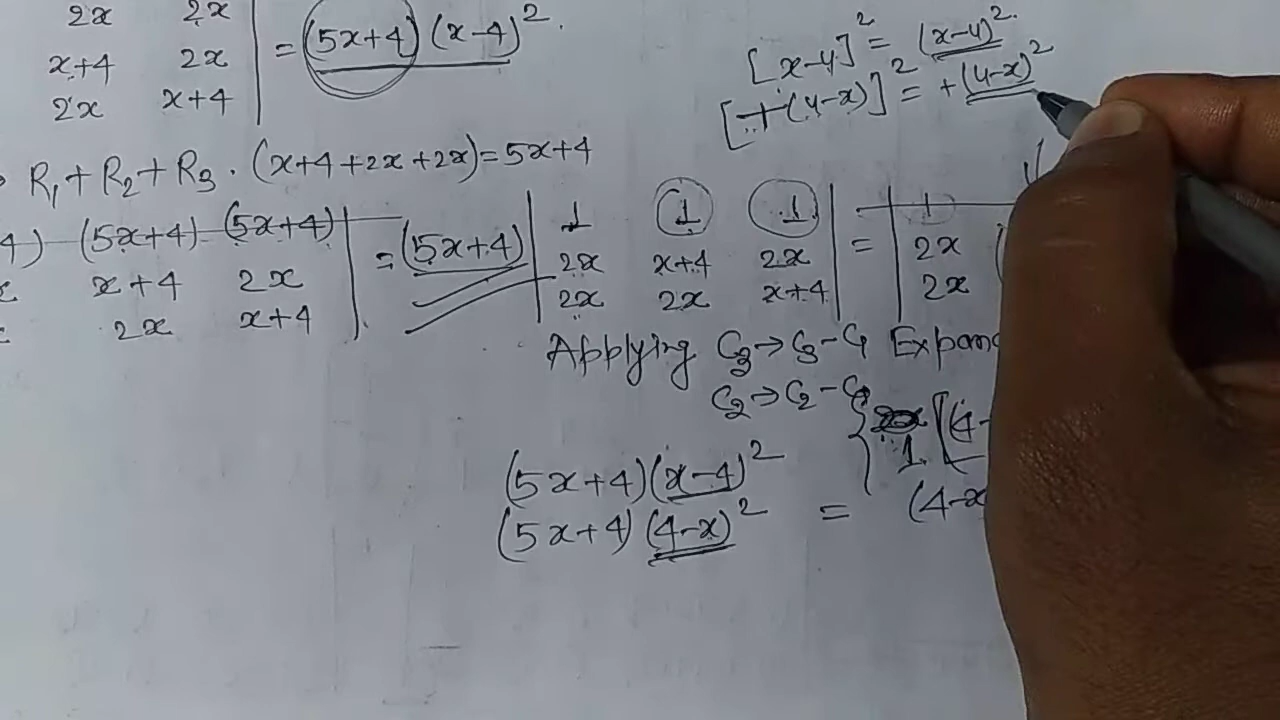 2x 2x
x+4 2x = (5x+4) (x-4)²
2x x+4
[x-4]² = (x-4)²
[+(4-x)]² = +(4-x)²
R₁+R₂+R₃ . (x+4+2x+2x) = 5x+4
4) (5x+4) (5x+4) = (5x+4) 1 1 1 = 1
x+4 2x 2x x+4 2x 2x
2x x+4 2x 2x x+4 2x
Applying C₃→C₃-C₁
C₂→C₂-C₁
1 [(4-
(5x+4)(x-4)²
(5x+4)(4-x)² = (4-x